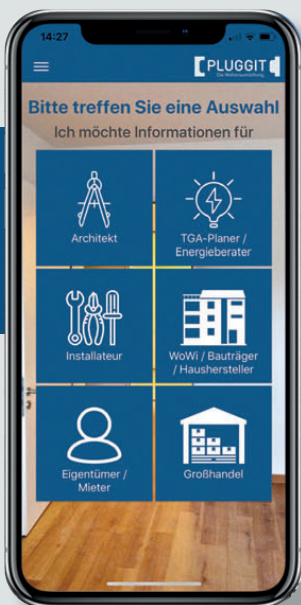 14:27
PLUGGIT
Die Wohnraumlüftung.
Bitte treffen Sie eine Auswahl
Ich möchte Informationen für
Architekt
TGA-Planer /
Energieberater
Installateur
WoWi / Bauträger
/ Haushersteller
Eigentümer /
Mieter
Großhandel